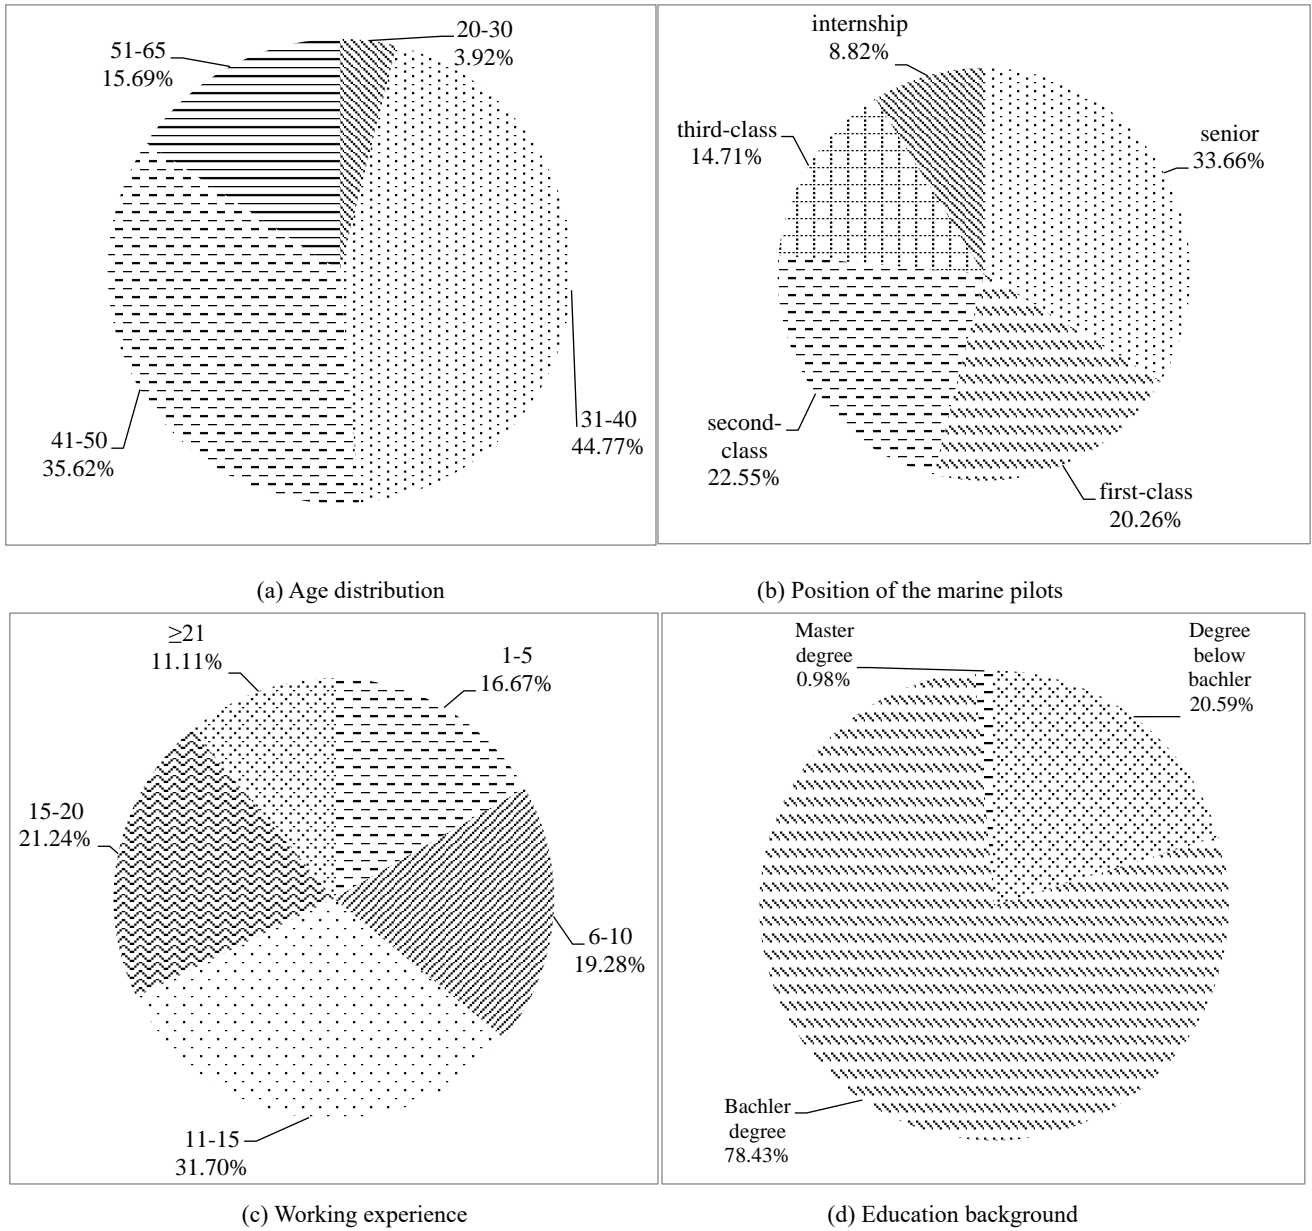 20-30
3.92%
51-65
15.69%
31-40
44.77%
41-50
35.62%
internship
8.82%
third-class
14.71%
senior
33.66%
second-
class
22.55%
first-class
20.26%
(a) Age distribution
(b) Position of the marine pilots
≥21
11.11%
1-5
16.67%
15-20
21.24%
6-10
19.28%
11-15
31.70%
Master
degree
0.98%
Degree
below
bachler
20.59%
Bachler
degree
78.43%
(c) Working experience
(d) Education background